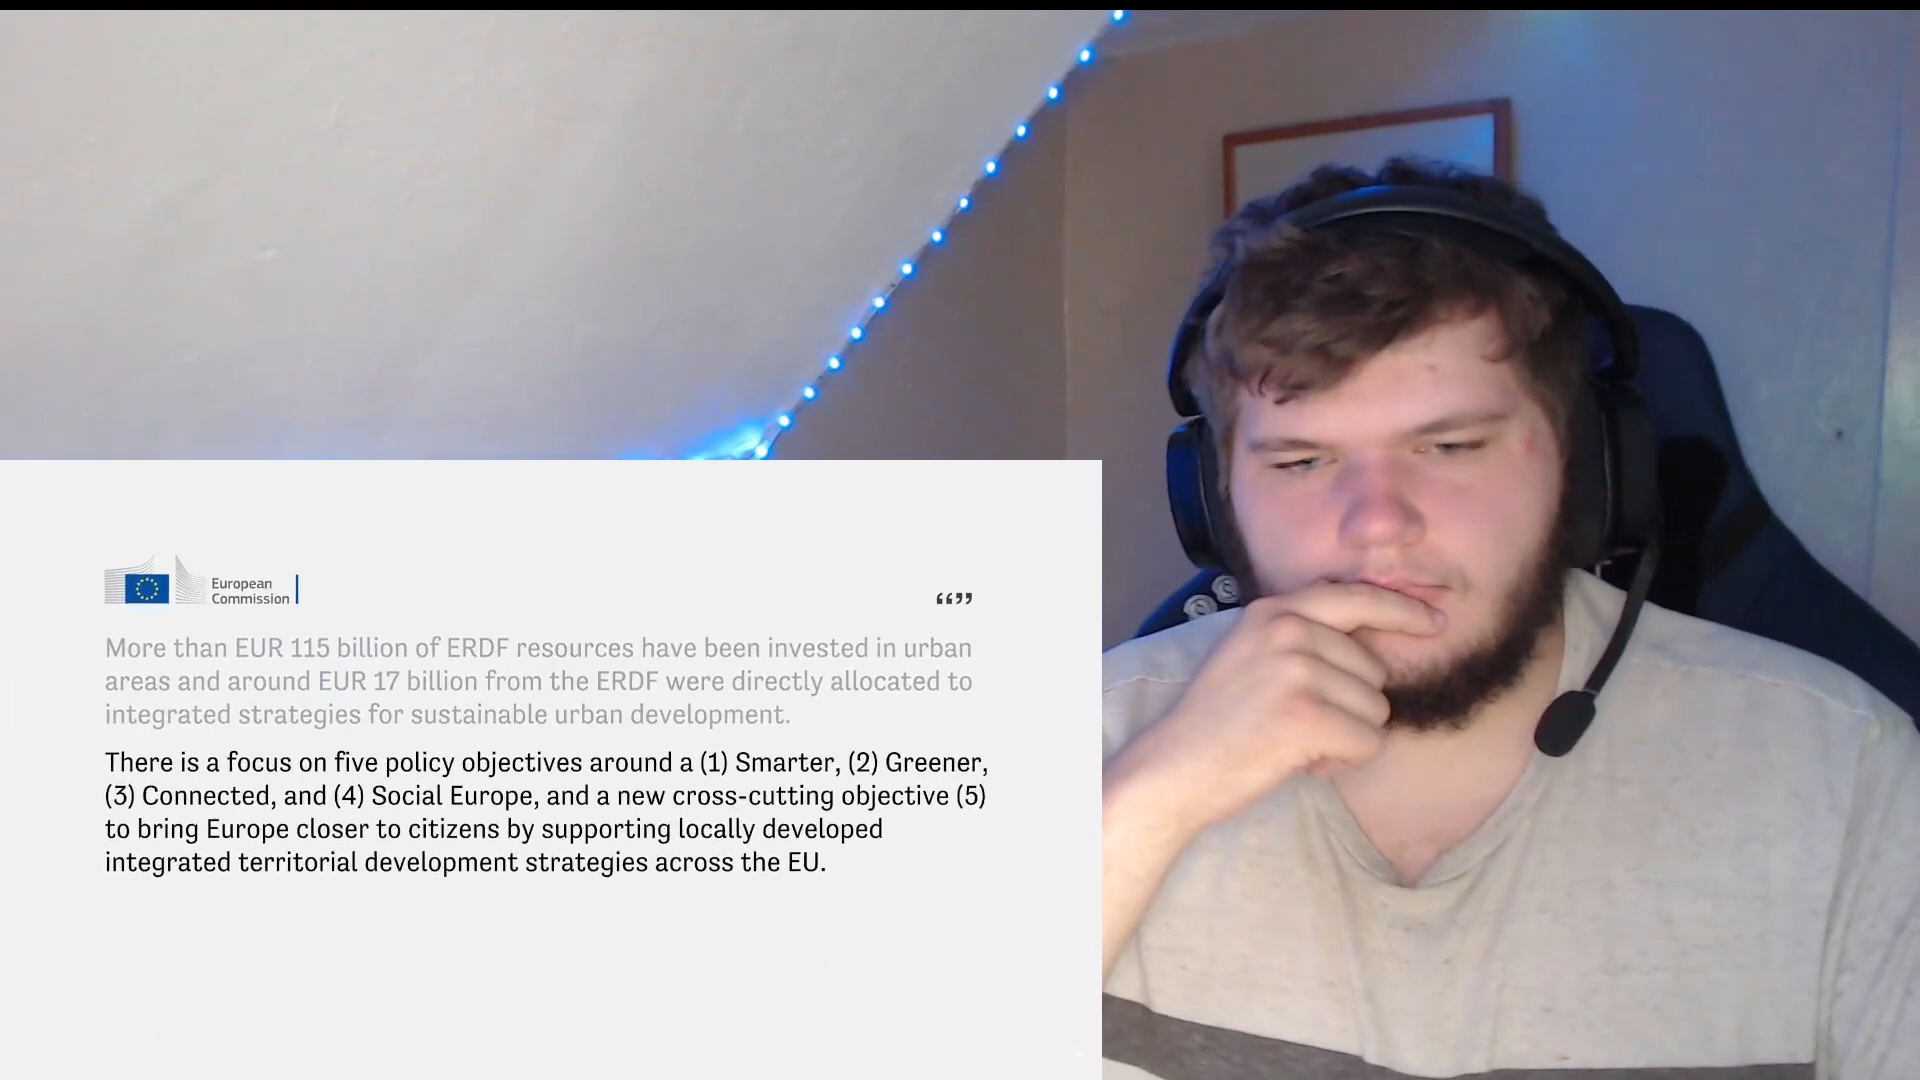 European
Commission
“”
More than EUR 115 billion of ERDF resources have been invested in urban
areas and around EUR 17 billion from the ERDF were directly allocated to
integrated strategies for sustainable urban development.
There is a focus on five policy objectives around a (1) Smarter, (2) Greener,
(3) Connected, and (4) Social Europe, and a new cross-cutting objective (5)
to bring Europe closer to citizens by supporting locally developed
integrated territorial development strategies across the EU.